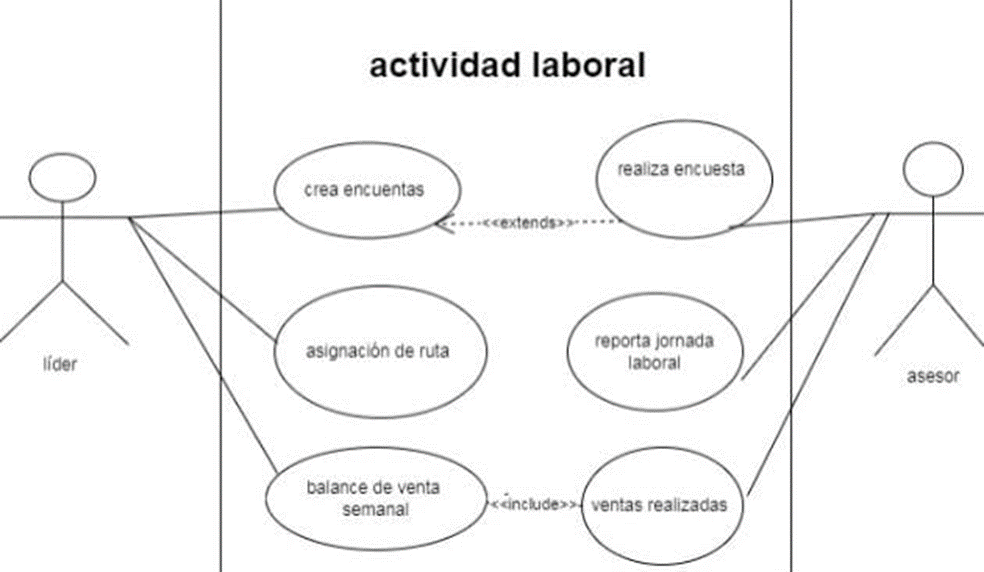 actividad laboral
crea encuentas
realiza encuesta
<<extends>>
asignación de ruta
reporta jornada
laboral
líder
asesor
balance de venta
semanal
<<include>>
ventas realizadas